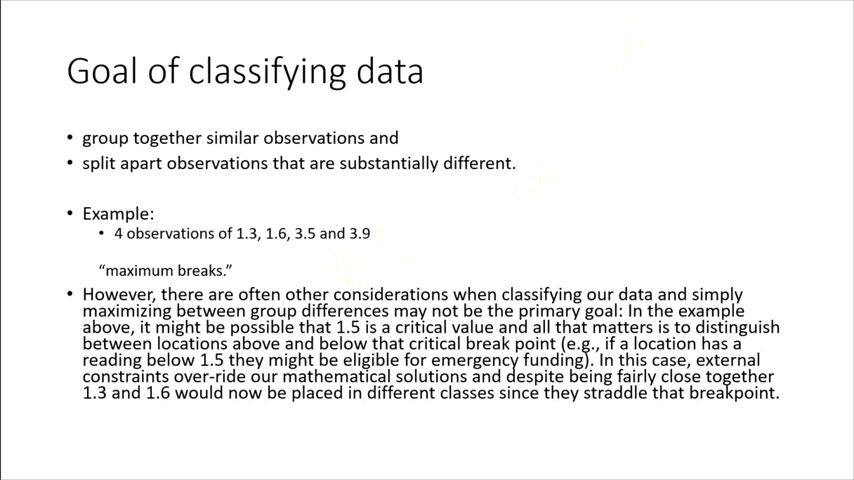 Goal of classifying data
• group together similar observations and
• split apart observations that are substantially different.
• Example:
• 4 observations of 1.3, 1.6, 3.5 and 3.9
“maximum breaks.”
• However, there are often other considerations when classifying our data and simply
maximizing between group differences may not be the primary goal: In the example
above, it might be possible that 1.5 is a critical value and all that matters is to distinguish
between locations above and below that critical break point (e.g., if a location has a
reading below 1.5 they might be eligible for emergency funding). In this case, external
constraints over-ride our mathematical solutions and despite being fairly close together
1.3 and 1.6 would now be placed in different classes since they straddle that breakpoint.